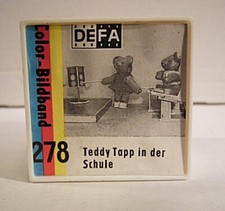 DEFA
Color-Bildband
278
Teddy Tapp in der
Schule